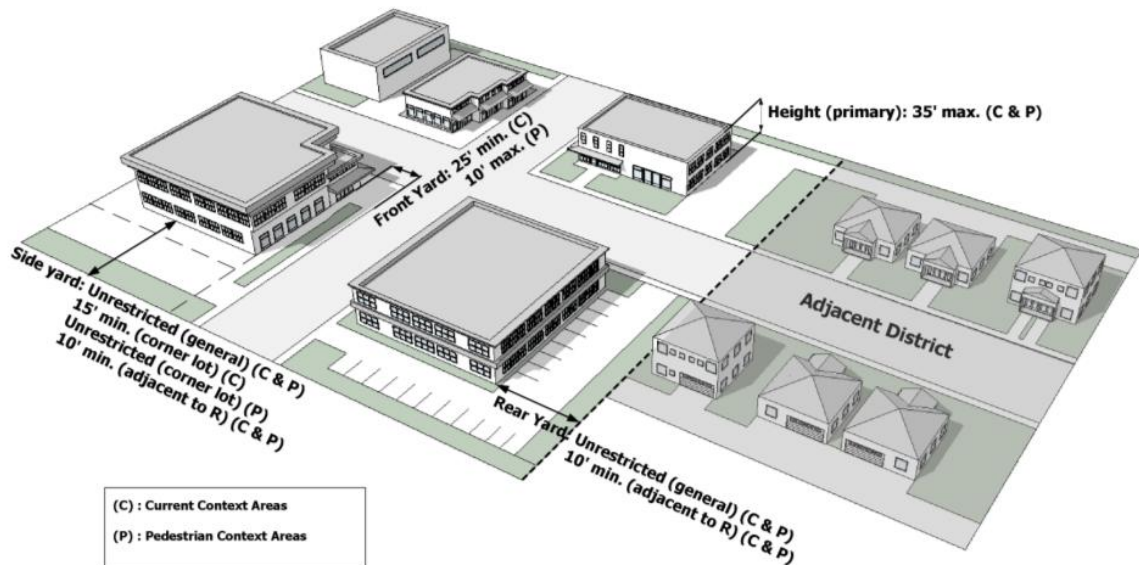 Height (primary): 35' max. (C & P)
Front Yard: 25' min. (C)
10' max. (P)
Side yard: Unrestricted (general) (C & P)
15' min. (corner lot) (C)
Unrestricted (corner lot) (P)
10' min. (adjacent to R) (C & P)
Adjacent District
Rear Yard: Unrestricted (general) (C & P)
10' min. (adjacent to R) (C & P)
(C) : Current Context Areas
(P) : Pedestrian Context Areas